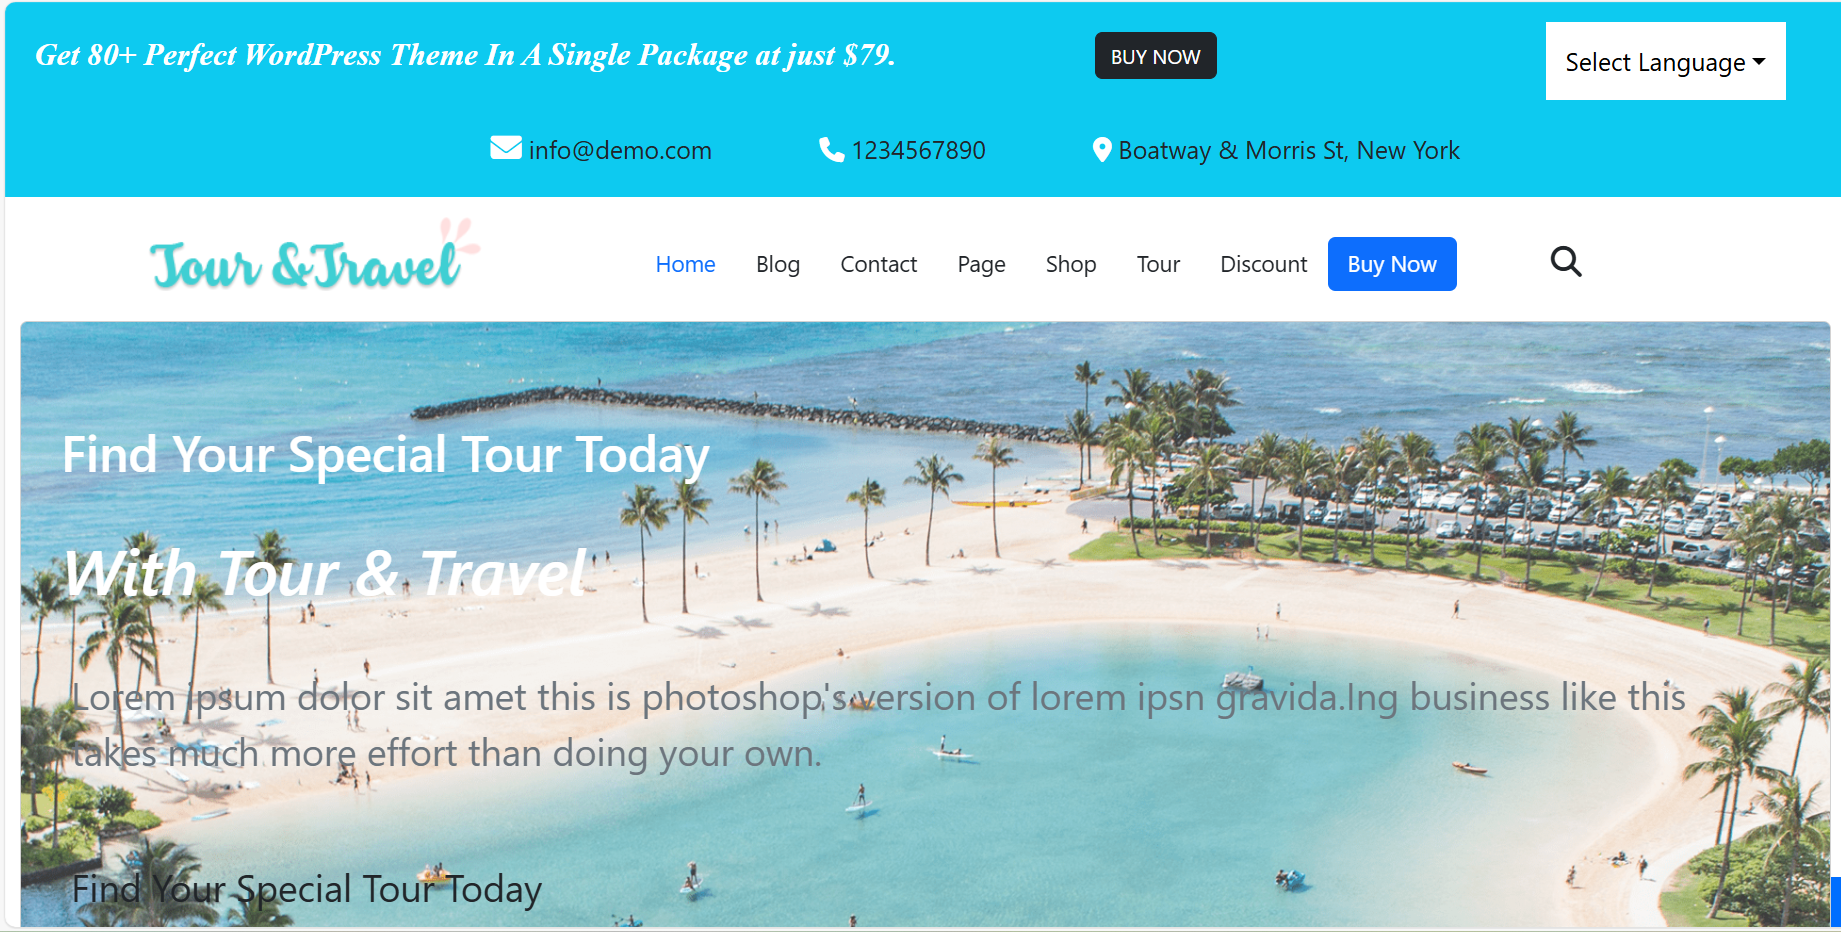 Get 80+ Perfect WordPress Theme In A Single Package at just $79.
BUY NOW
Select Language
info@demo.com
1234567890
Boatway & Morris St, New York
Tour &Travel
Home
Blog
Contact
Page
Shop
Tour
Discount
Buy Now
Find Your Special Tour Today
With Tour & Travel
Lorem ipsum dolor sit amet this is photoshop's version of lorem ipsn gravida.Ing business like this
takes much more effort than doing your own.
Find Your Special Tour Today